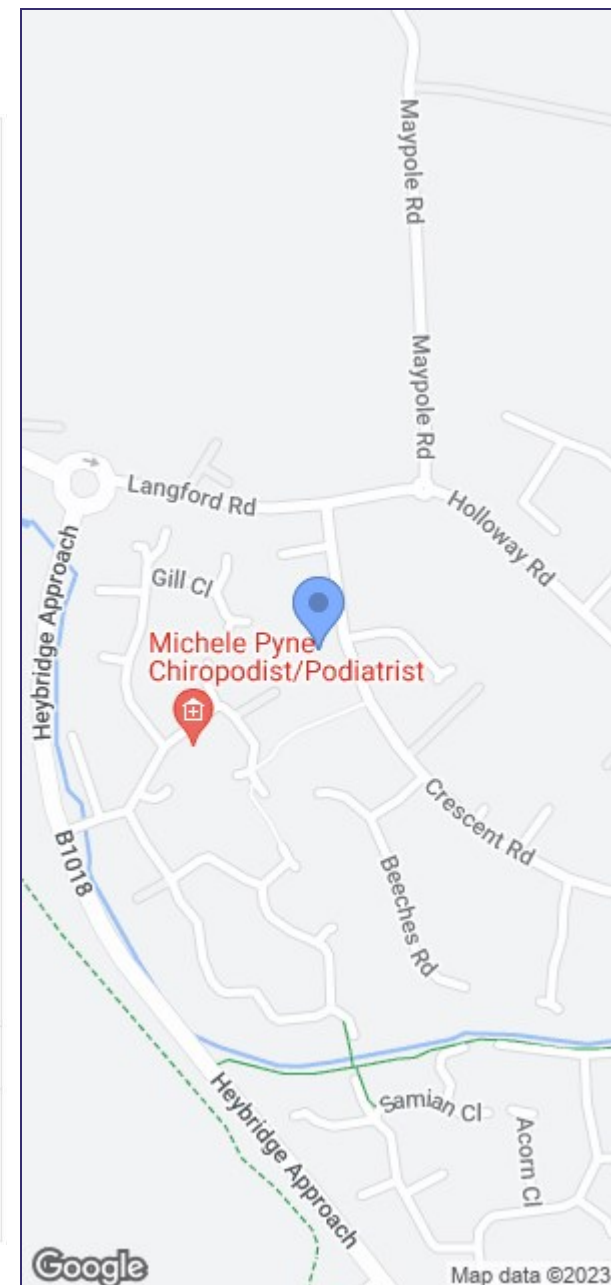 Maypole Rd
Maypole Rd
Langford Rd
Holloway Rd
Heybridge Approach
Gill Cl
Michele Pyne
Chiropodist/Podiatrist
Crescent Rd
B1018
Beeches Rd
Samian Cl
Acorn Cl
Heybridge Approach
Google
Map data ©2023